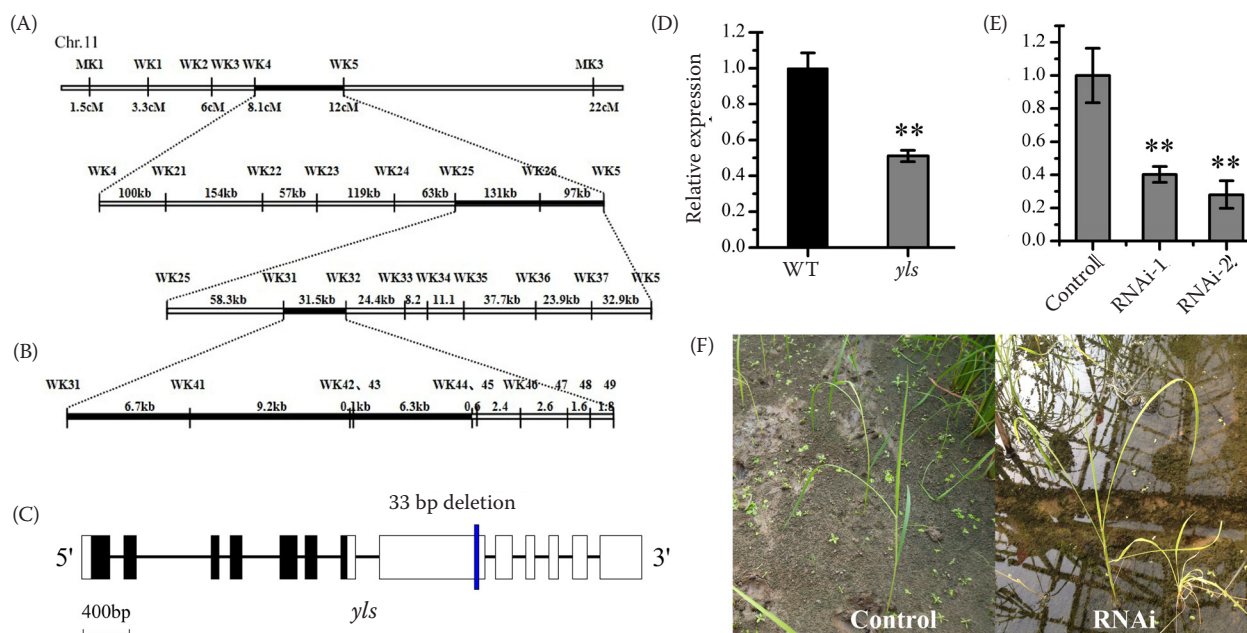 (A)
Chr.11
MK1 WK1 WK2 WK3 WK4 WK5 MK3
1.5cM 3.3cM 6cM 8.1cM 12cM 22cM
WK4 WK21 WK22 WK23 WK24 WK25 WK26 WK5
100kb 154kb 57kb 119kb 63kb 131kb 97kb
WK25 WK31 WK32 WK33 WK34 WK35 WK36 WK37 WK5
58.3kb 31.5kb 24.4kb 8.2 11.1 37.7kb 23.9kb 32.9kb
(B)
WK31 WK41 WK42、43 WK44、45 WK46 47 48 49
6.7kb 9.2kb 0.1kb 6.3kb 0.6 2.4 2.6 1.6 1.8
(C)
33 bp deletion
5' 3'
400bp
yls
(D)
Relative expression
1.2
1.0
0.8
0.6
0.4
0.2
0.0
**
WT yls
(E)
1.2
1.0
0.8
0.6
0.4
0.2
0.0
** **
Control RNAi-1 RNAi-2
(F)
Control RNAi